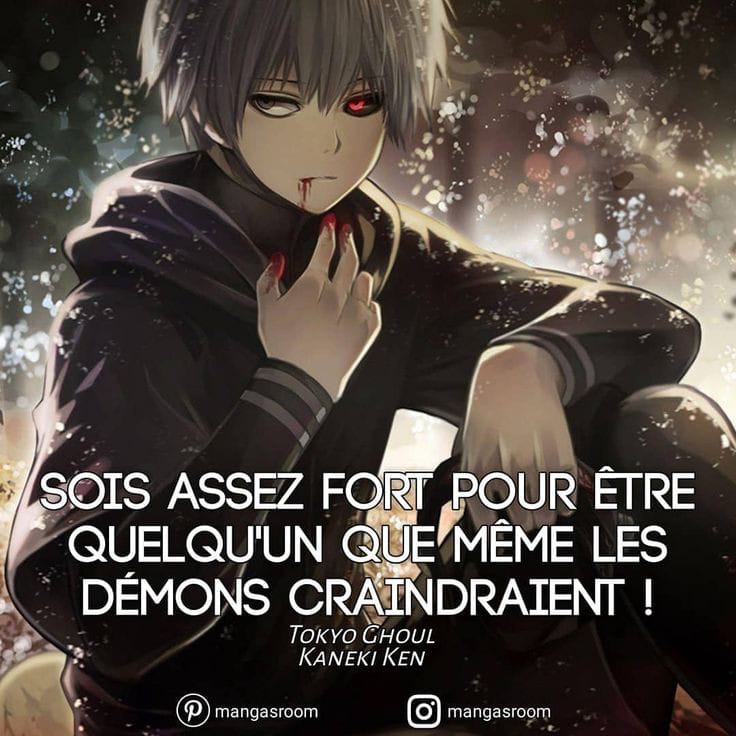 SOIS ASSEZ FORT POUR ÊTRE
QUELQU'UN QUE MÊME LES
DÉMONS CRAINDRAIENT !
TOKYO GHOUL
KANEKI KEN
mangasroom mangasroom